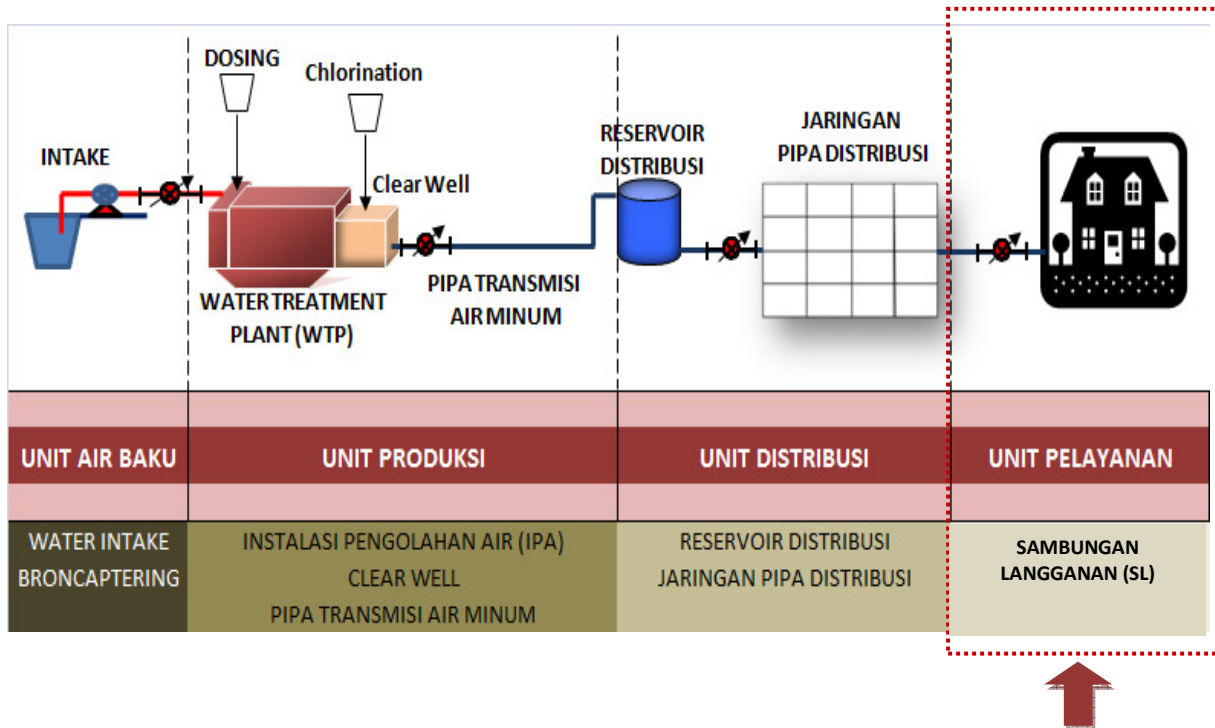 DOSING
Chlorination
INTAKE
Clear Well
WATER TREATMENT
PLANT (WTP)
PIPA TRANSMISI
AIR MINUM
RESERVOIR
DISTRIBUSI
JARINGAN
PIPA DISTRIBUSI
UNIT AIR BAKU
UNIT PRODUKSI
UNIT DISTRIBUSI
UNIT PELAYANAN
WATER INTAKE
BRONCAPTERING
INSTALASI PENGOLAHAN AIR (IPA)
CLEAR WELL
PIPA TRANSMISI AIR MINUM
RESERVOIR DISTRIBUSI
JARINGAN PIPA DISTRIBUSI
SAMBUNGAN
LANGGANAN (SL)